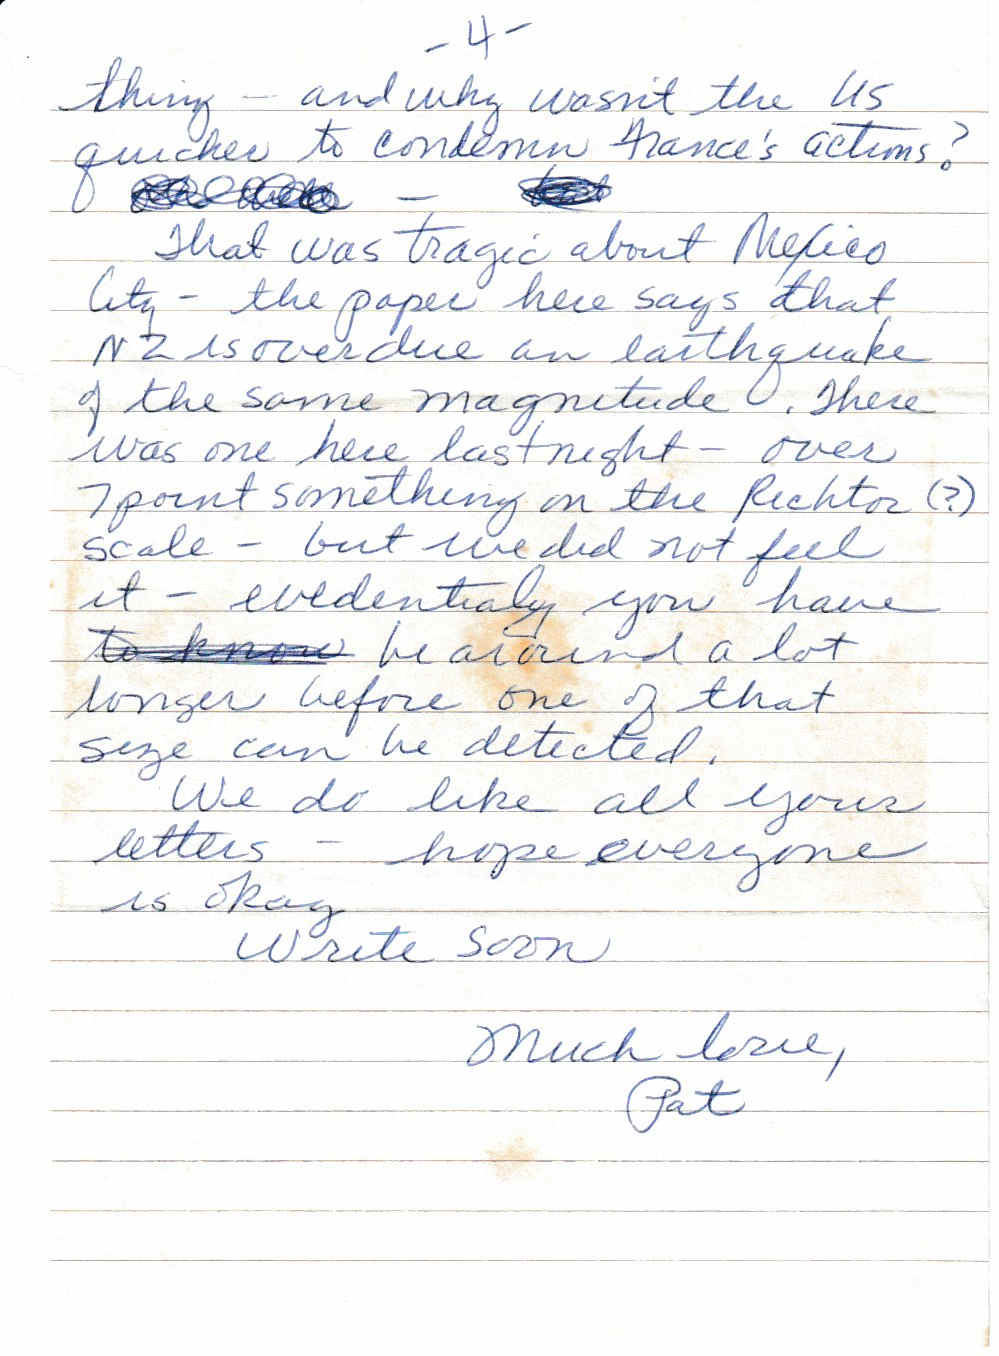 -4-
thing - and why wasn't the US
quicker to condemn France's actions?
-
That was tragic about Mexico
City - the paper here says that
NZ is overdue an earthquake
of the same magnitude. There
was one here last night - over
7 point something on the Richtor (?)
scale - but we did not feel
it - evedentialy you have
to know be around a lot
longer before one of that
size can be detected.
We do like all your
letters - hope everyone
is okay
Write soon
Much love,
Pat